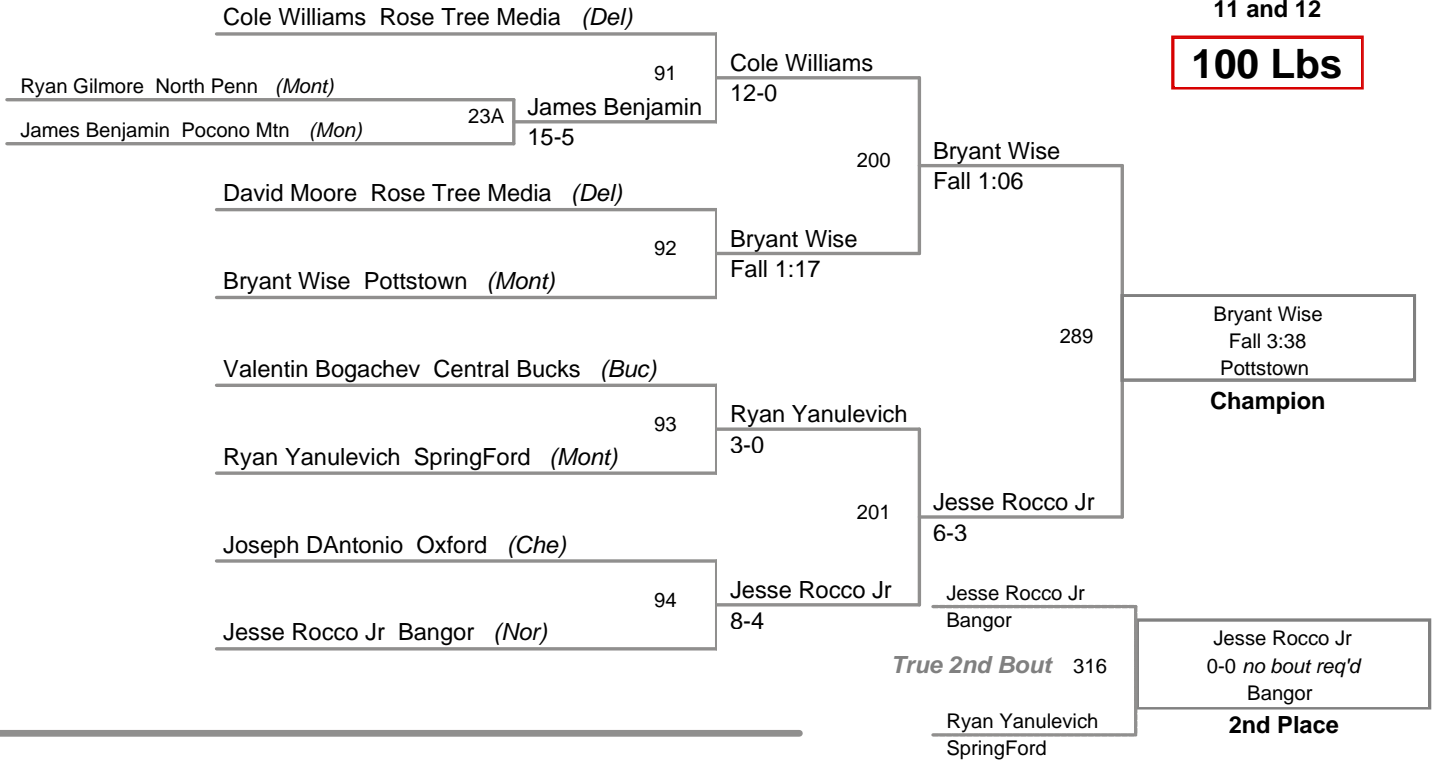 11 and 12
100 Lbs
Cole Williams Rose Tree Media (Del)
91
Cole Williams
12-0
Ryan Gilmore North Penn (Mont)
23A
James Benjamin
15-5
James Benjamin Pocono Mtn (Mon)
200
Bryant Wise
Fall 1:06
David Moore Rose Tree Media (Del)
92
Bryant Wise
Fall 1:17
Bryant Wise Pottstown (Mont)
289
Bryant Wise
Fall 3:38
Pottstown
Champion
Valentin Bogachev Central Bucks (Buc)
93
Ryan Yanulevich
3-0
Ryan Yanulevich SpringFord (Mont)
201
Jesse Rocco Jr
6-3
Joseph DAntonio Oxford (Che)
94
Jesse Rocco Jr
8-4
Jesse Rocco Jr Bangor (Nor)
Jesse Rocco Jr
Bangor
True 2nd Bout 316
Ryan Yanulevich
SpringFord
Jesse Rocco Jr
0-0 no bout req'd
Bangor
2nd Place